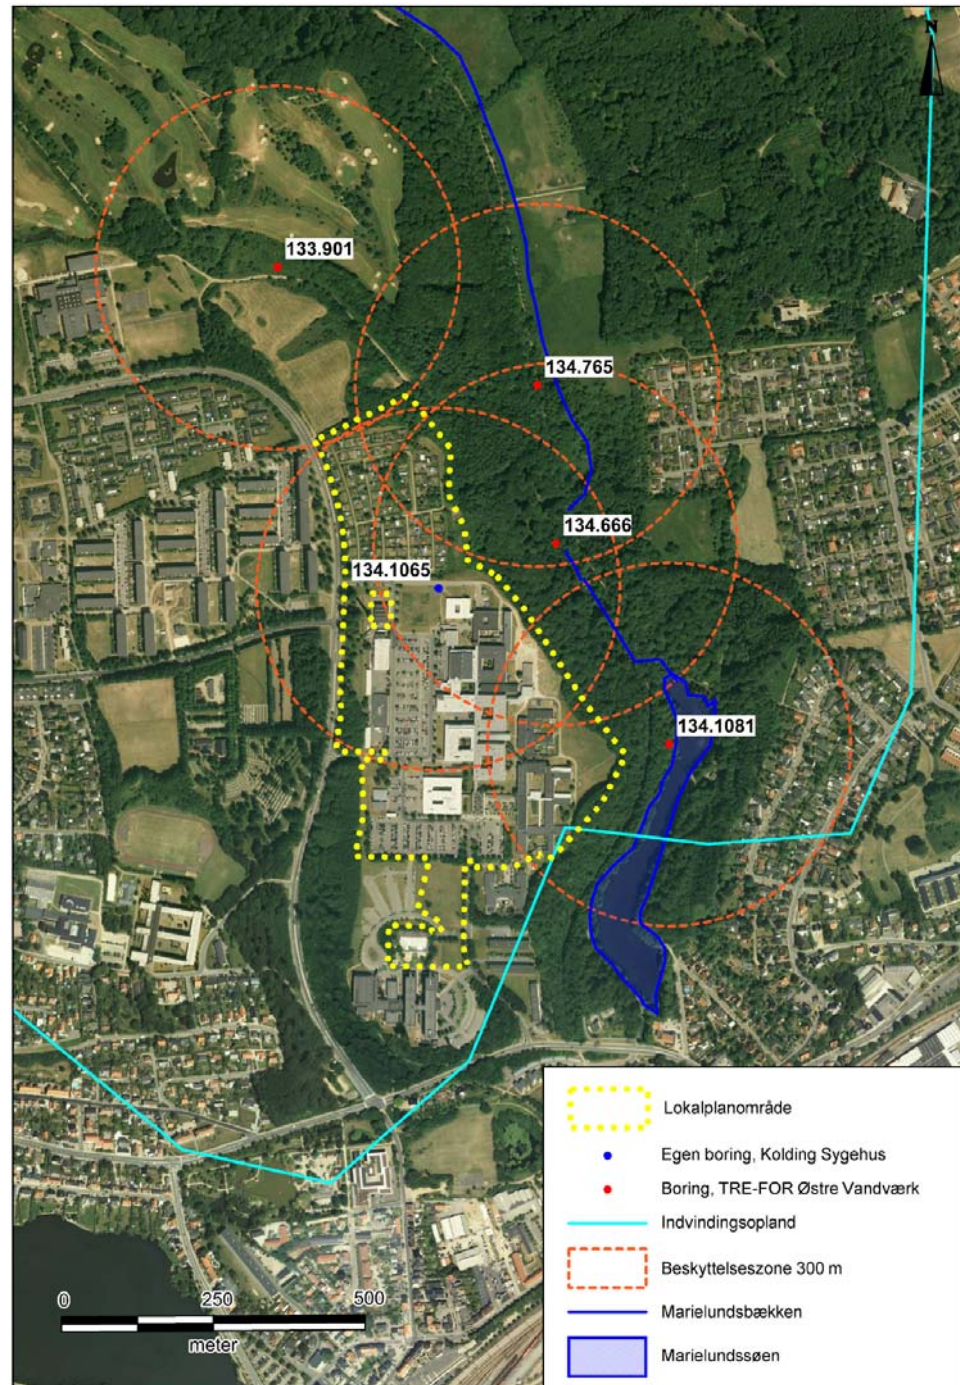 N
133.901
134.765
134.666
134.1065
134.1081
Lokalplanområde
Egen boring, Kolding Sygehus
Boring, TRE-FOR Østre Vandværk
Indvindingsopland
Beskyttelseszone 300 m
Marielundsbækken
Marielundssøen
0 250 500
meter